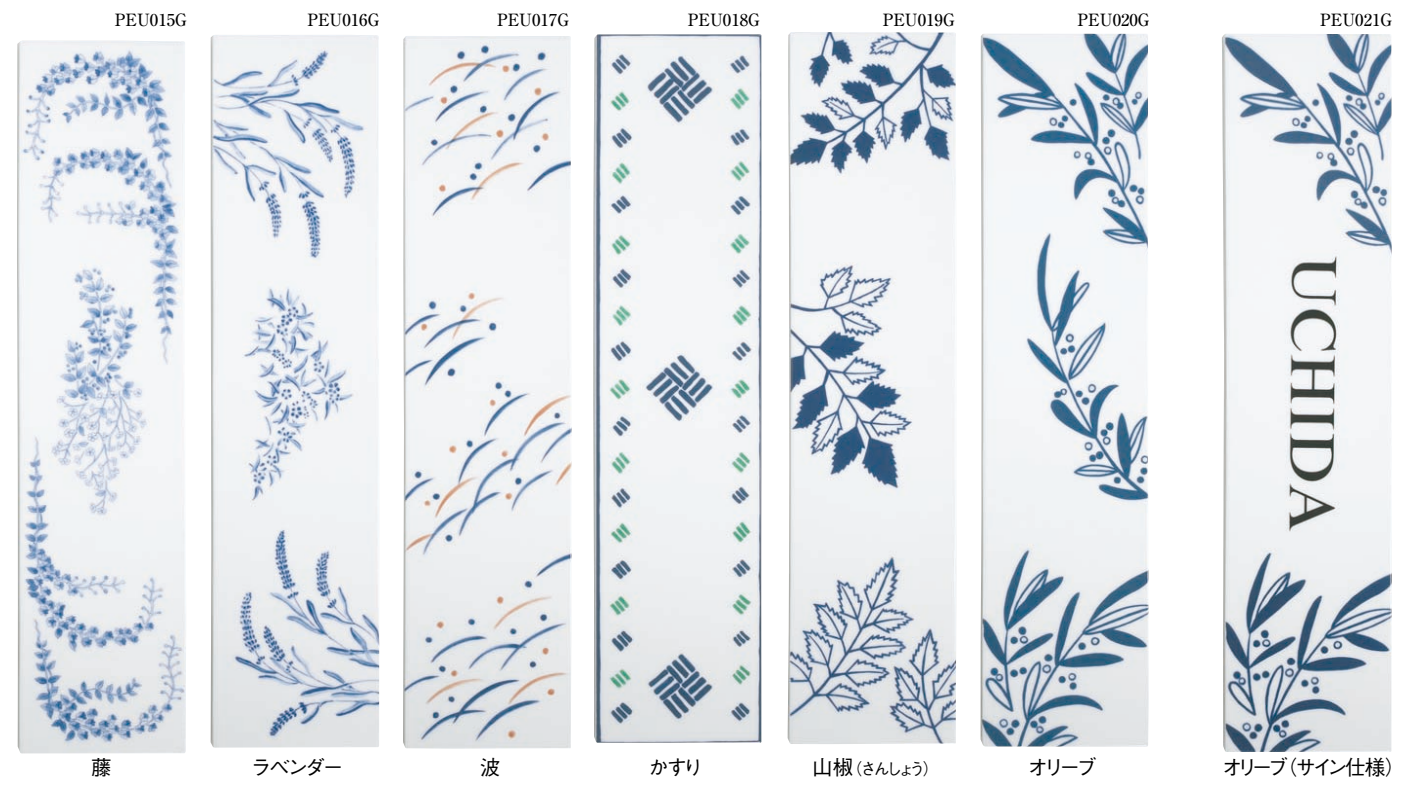 PEU015G
PEU016G
PEU017G
PEU018G
PEU019G
PEU020G
PEU021G
UCHIDA
藤
ラベンダー
波
かすり
山椒（さんしょう）
オリーブ
オリーブ（サイン仕様）